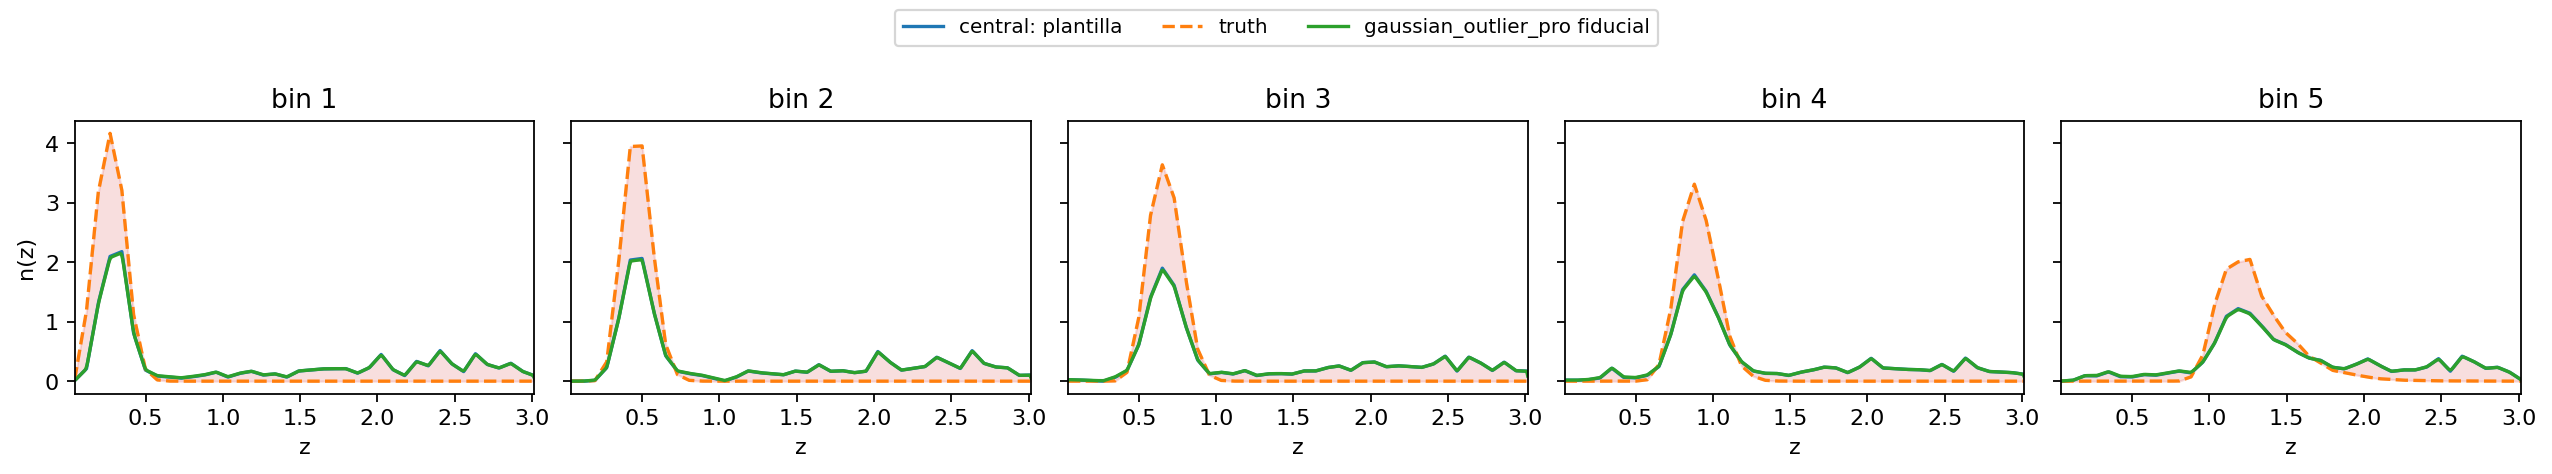 central: plantilla truth gaussian_outlier_pro fiducial
bin 1 bin 2 bin 3 bin 4 bin 5
n(z)
4
3
2
1
0
0.5 1.0 1.5 2.0 2.5 3.0 0.5 1.0 1.5 2.0 2.5 3.0 0.5 1.0 1.5 2.0 2.5 3.0 0.5 1.0 1.5 2.0 2.5 3.0 0.5 1.0 1.5 2.0 2.5 3.0
z z z z z